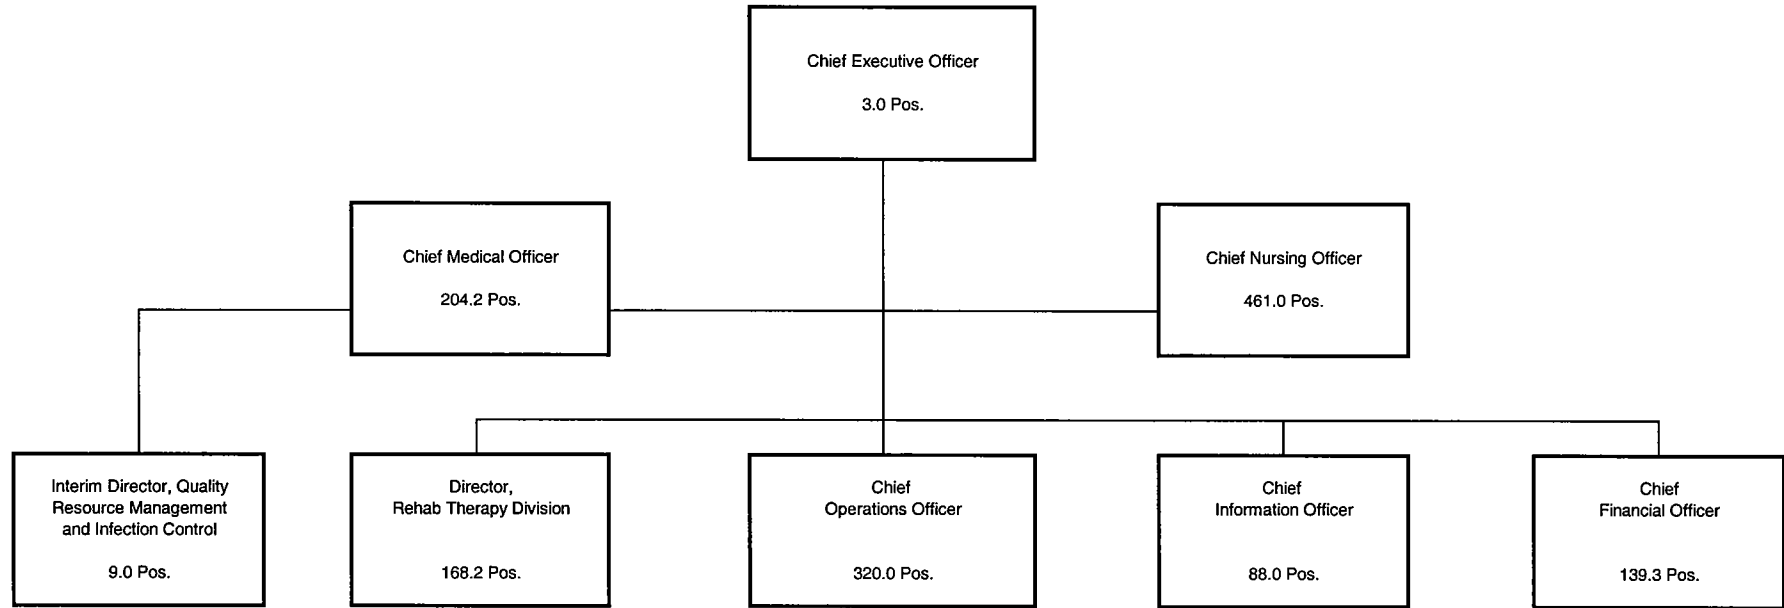 Chief Executive Officer
3.0 Pos.
Chief Medical Officer
204.2 Pos.
Chief Nursing Officer
461.0 Pos.
Interim Director, Quality
Resource Management
and Infection Control
9.0 Pos.
Director,
Rehab Therapy Division
168.2 Pos.
Chief
Operations Officer
320.0 Pos.
Chief
Information Officer
88.0 Pos.
Chief
Financial Officer
139.3 Pos.